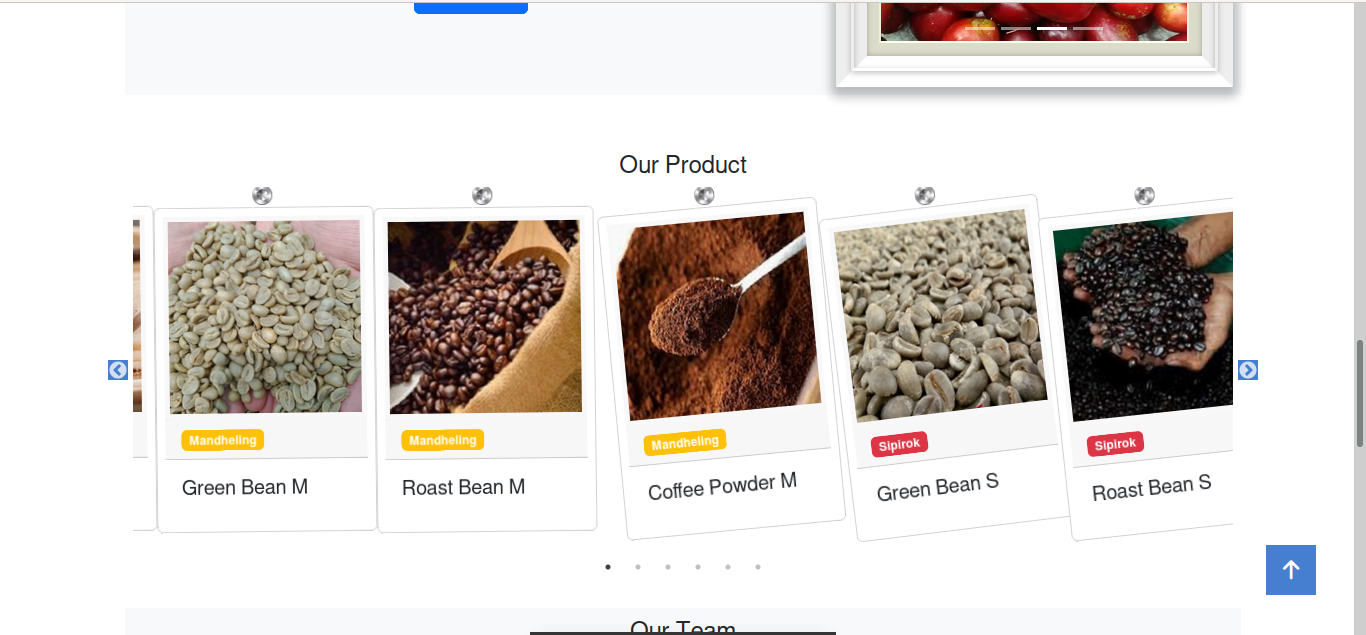 Our Product
Mandheling
Mandheling
Mandheling
Sipirok
Sipirok
Green Bean M
Roast Bean M
Coffee Powder M
Green Bean S
Roast Bean S
Our Team